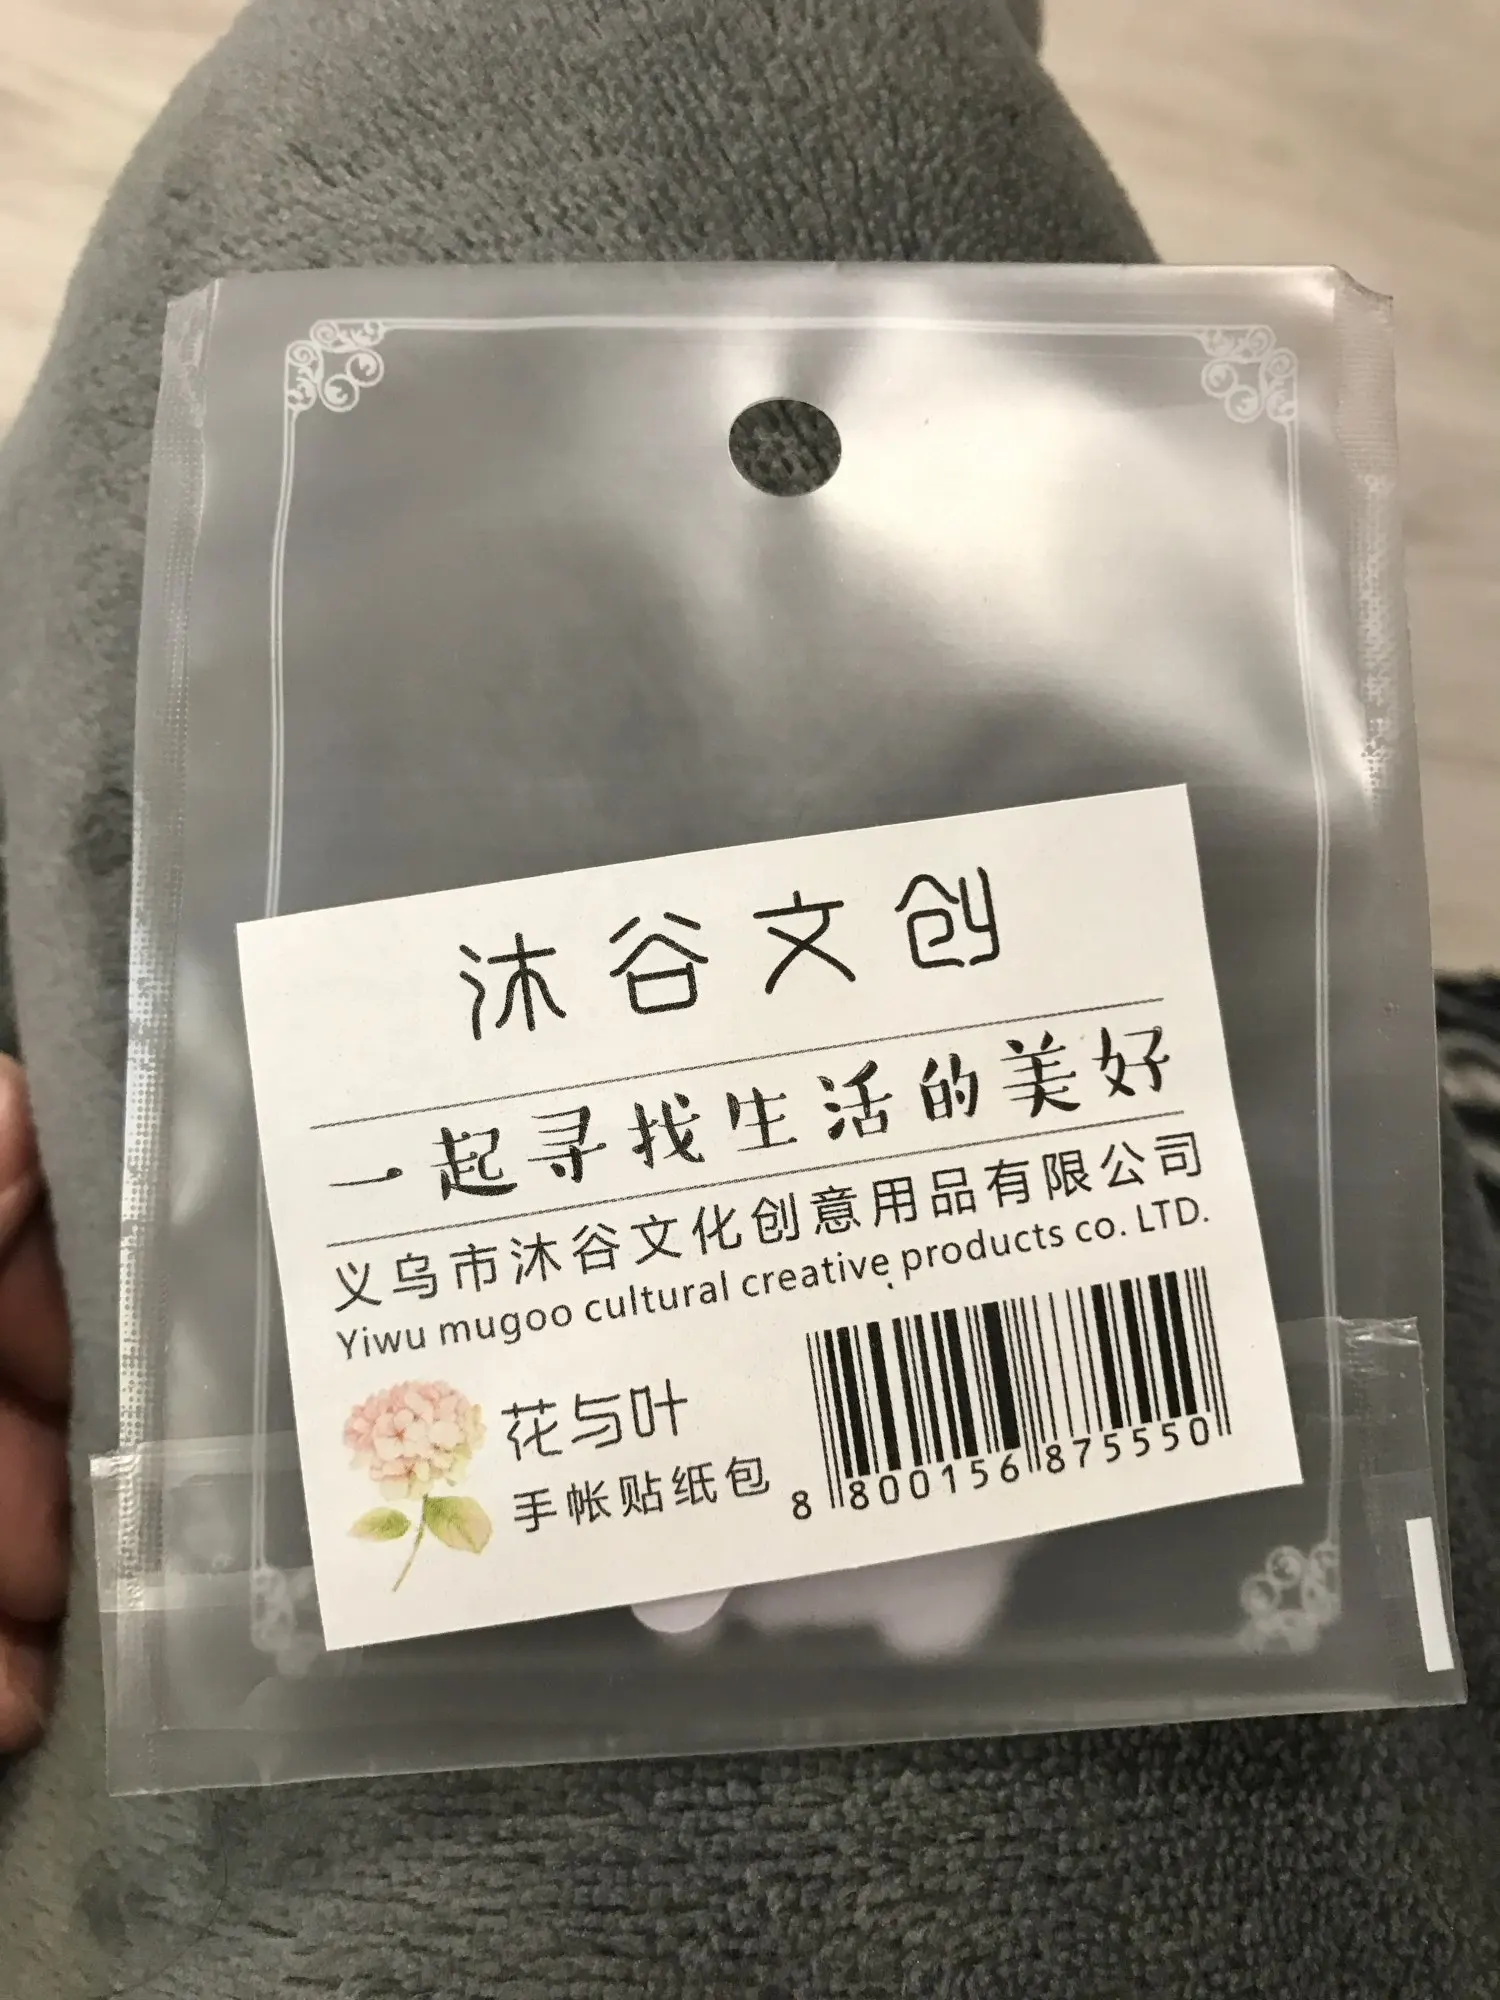 沐谷文创
一起寻找生活的美好
义乌市沐谷文化创意用品有限公司
Yiwu mugoo cultural creative products co. LTD.
花与叶
手帐贴纸包
8 800156 875550